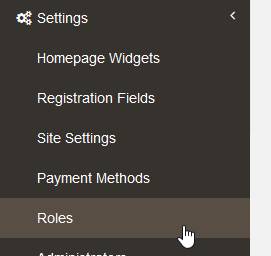 Settings
Homepage Widgets
Registration Fields
Site Settings
Payment Methods
Roles